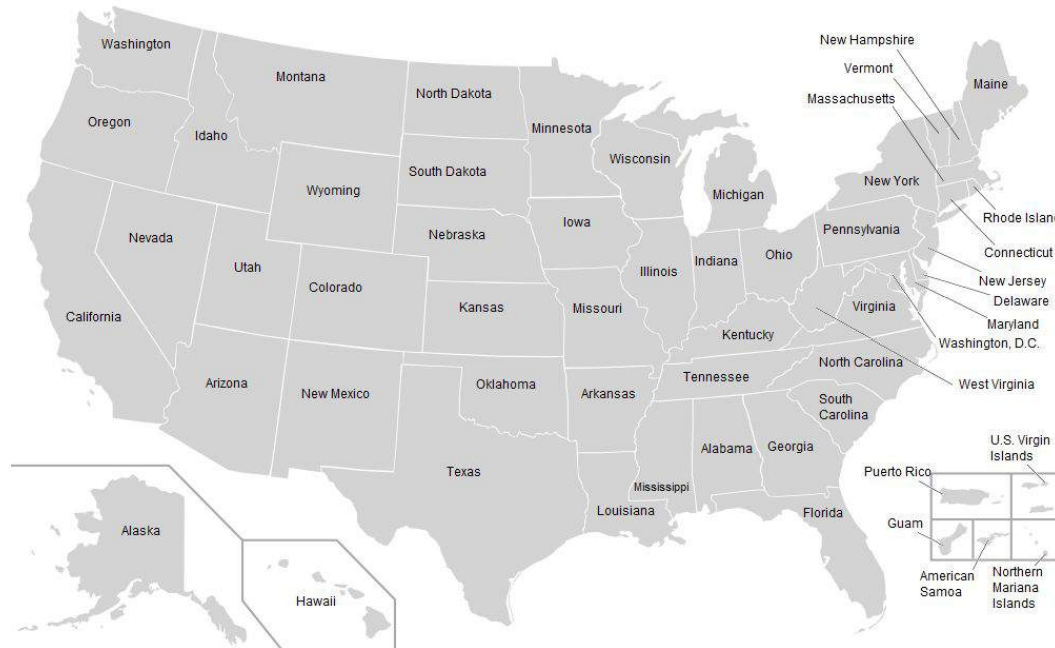 Washington
Montana
North Dakota
Minnesota
New Hampshire
Vermont
Massachusetts
Maine
Oregon
Idaho
Wyoming
South Dakota
Wisconsin
Michigan
New York
Rhode Island
Pennsylvania
Connecticut
New Jersey
Delaware
Maryland
Washington, D.C.
West Virginia
Nevada
Utah
Colorado
Nebraska
Iowa
Illinois
Indiana
Ohio
Virginia
California
Kansas
Missouri
Kentucky
North Carolina
Arizona
New Mexico
Oklahoma
Arkansas
Tennessee
South
Carolina
Texas
Louisiana
Mississippi
Alabama
Georgia
Florida
Alaska
Hawaii
U.S. Virgin
Islands
Puerto Rico
Guam
American
Samoa
Northern
Mariana
Islands